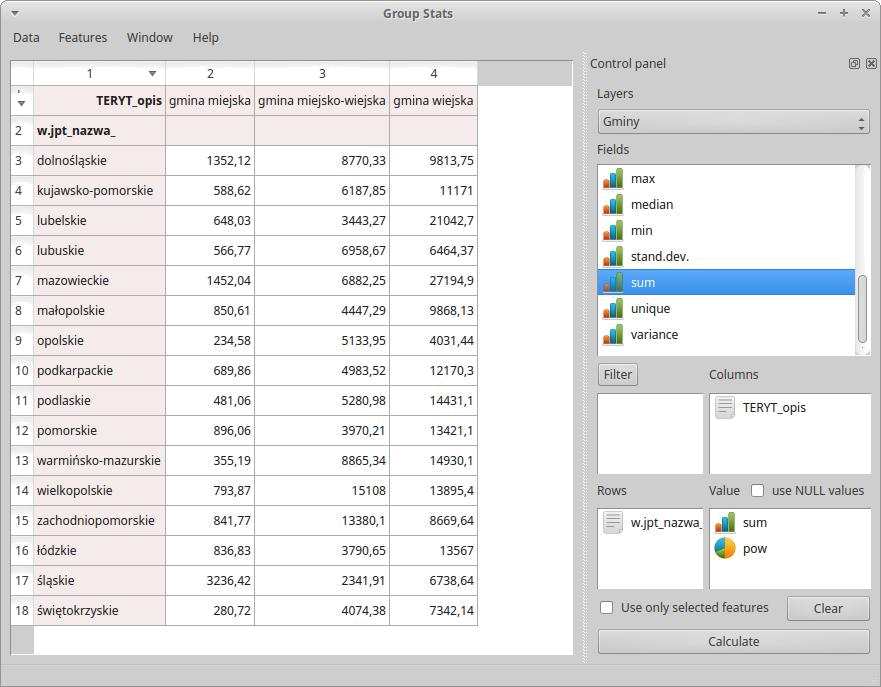 Group Stats
Data Features Window Help
1 2 3 4
TERYT_opis gmina miejska gmina miejsko-wiejska gmina wiejska
2 w.jpt_nazwa_
3 dolnośląskie 1352,12 8770,33 9813,75
4 kujawsko-pomorskie 588,62 6187,85 11171
5 lubelskie 648,03 3443,27 21042,7
6 lubuskie 566,77 6958,67 6464,37
7 mazowieckie 1452,04 6882,25 27194,9
8 małopolskie 850,61 4447,29 9868,13
9 opolskie 234,58 5133,95 4031,44
10 podkarpackie 689,86 4983,52 12170,3
11 podlaskie 481,06 5280,98 14431,1
12 pomorskie 896,06 3970,21 13421,1
13 warmińsko-mazurskie 355,19 8865,34 14930,1
14 wielkopolskie 793,87 15108 13895,4
15 zachodniopomorskie 841,77 13380,1 8669,64
16 łódzkie 836,83 3790,65 13567
17 śląskie 3236,42 2341,91 6738,64
18 świętokrzyskie 280,72 4074,38 7342,14
Control panel
Layers
Gminy
Fields
max
median
min
stand.dev.
sum
unique
variance
Filter Columns
TERYT_opis
Rows Value use NULL values
w.jpt_nazwa_ sum
pow
Use only selected features Clear
Calculate